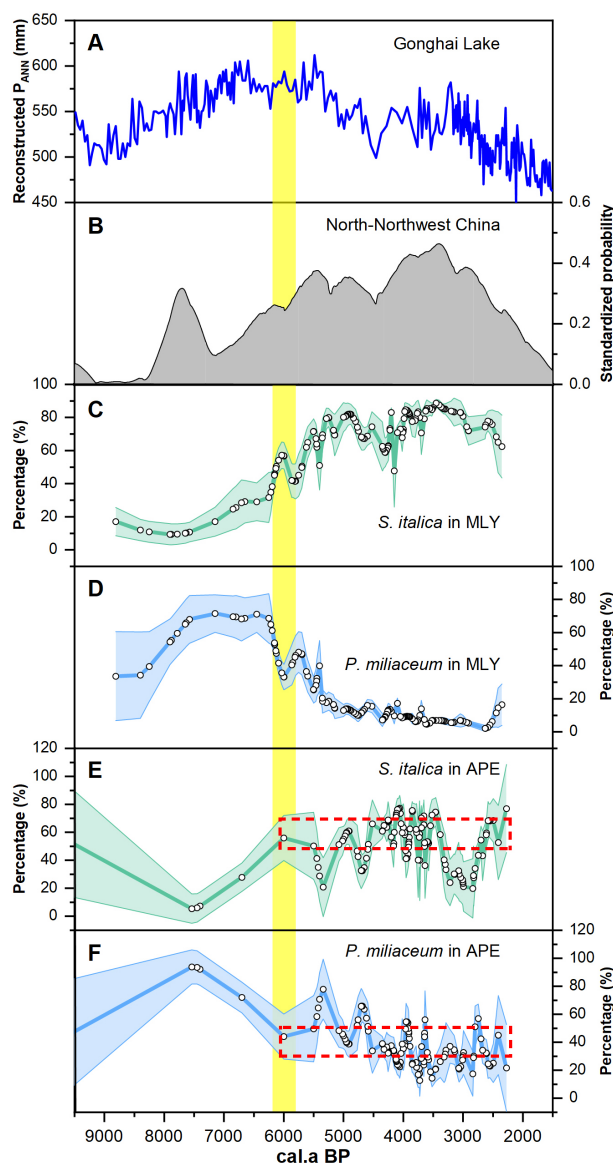 650
A
Gonghai Lake
600
550
500
450
Reconstructed PANN (mm)
0.6
B
North-Northwest China
0.4
0.2
0.0
Standardized probability
100
C
80
60
40
20
0
Percentage (%)
S. italica in MLY
100
D
80
60
40
20
0
Percentage (%)
P. miliaceum in MLY
120
E
S. italica in APE
100
80
60
40
20
0
Percentage (%)
120
F
P. miliaceum in APE
100
80
60
40
20
0
Percentage (%)
9000 8000 7000 6000 5000 4000 3000 2000
cal.a BP